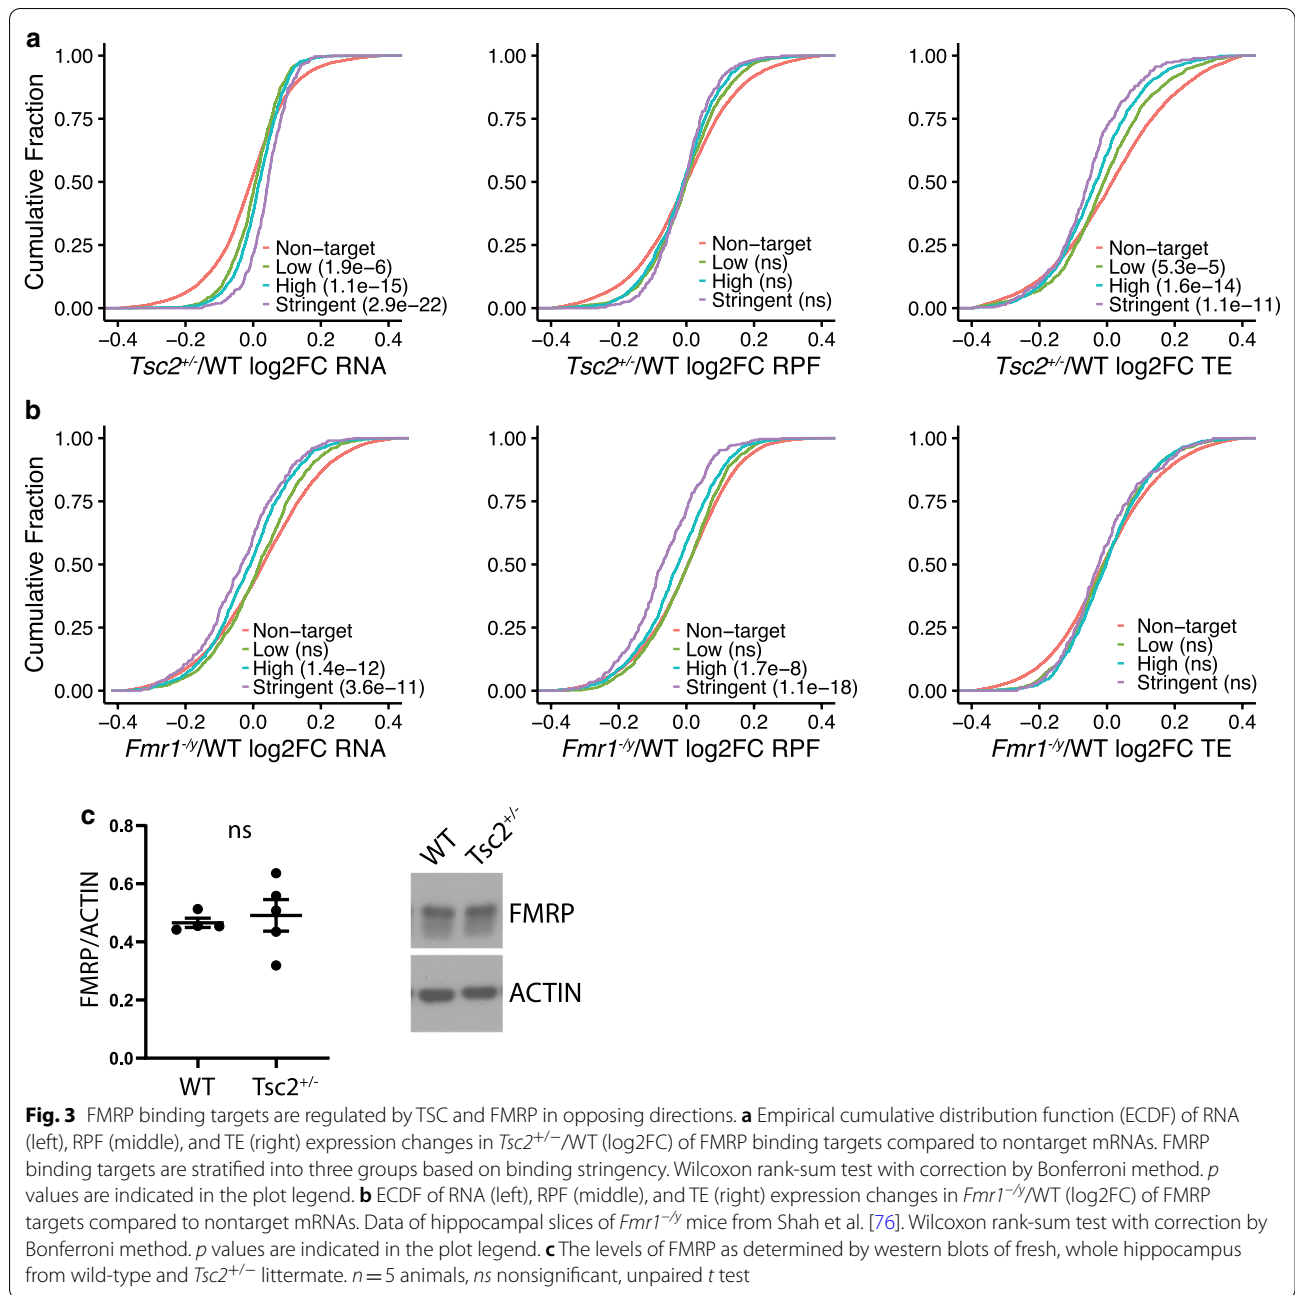 a
1.00
0.75
0.50
0.25
0.00
Cumulative Fraction
Non−target
Low (1.9e−6)
High (1.1e−15)
Stringent (2.9e−22)
−0.4 −0.2 0.0 0.2 0.4
Tsc2+/-/WT log2FC RNA
1.00
0.75
0.50
0.25
0.00
Non−target
Low (ns)
High (ns)
Stringent (ns)
−0.4 −0.2 0.0 0.2 0.4
Tsc2+/-/WT log2FC RPF
1.00
0.75
0.50
0.25
0.00
Non−target
Low (5.3e−5)
High (1.6e−14)
Stringent (1.1e−11)
−0.4 −0.2 0.0 0.2 0.4
Tsc2+/-/WT log2FC TE
b
1.00
0.75
0.50
0.25
0.00
Cumulative Fraction
Non−target
Low (ns)
High (1.4e−12)
Stringent (3.6e−11)
−0.4 −0.2 0.0 0.2 0.4
Fmr1-/y/WT log2FC RNA
1.00
0.75
0.50
0.25
0.00
Non−target
Low (ns)
High (1.7e−8)
Stringent (1.1e−18)
−0.4 −0.2 0.0 0.2 0.4
Fmr1-/y/WT log2FC RPF
1.00
0.75
0.50
0.25
0.00
Non−target
Low (ns)
High (ns)
Stringent (ns)
−0.4 −0.2 0.0 0.2 0.4
Fmr1-/y/WT log2FC TE
c
0.8
0.6
0.4
0.2
0.0
FMRP/ACTIN
ns
WT Tsc2+/-
WT Tsc2+/-
FMRP
ACTIN
Fig. 3 FMRP binding targets are regulated by TSC and FMRP in opposing directions. a Empirical cumulative distribution function (ECDF) of RNA
(left), RPF (middle), and TE (right) expression changes in Tsc2+/−/WT (log2FC) of FMRP binding targets compared to nontarget mRNAs. FMRP
binding targets are stratified into three groups based on binding stringency. Wilcoxon rank-sum test with correction by Bonferroni method. p
values are indicated in the plot legend. b ECDF of RNA (left), RPF (middle), and TE (right) expression changes in Fmr1−/y/WT (log2FC) of FMRP
targets compared to nontarget mRNAs. Data of hippocampal slices of Fmr1−/y mice from Shah et al. [76]. Wilcoxon rank-sum test with correction by
Bonferroni method. p values are indicated in the plot legend. c The levels of FMRP as determined by western blots of fresh, whole hippocampus
from wild-type and Tsc2+/− littermate. n = 5 animals, ns nonsignificant, unpaired t test